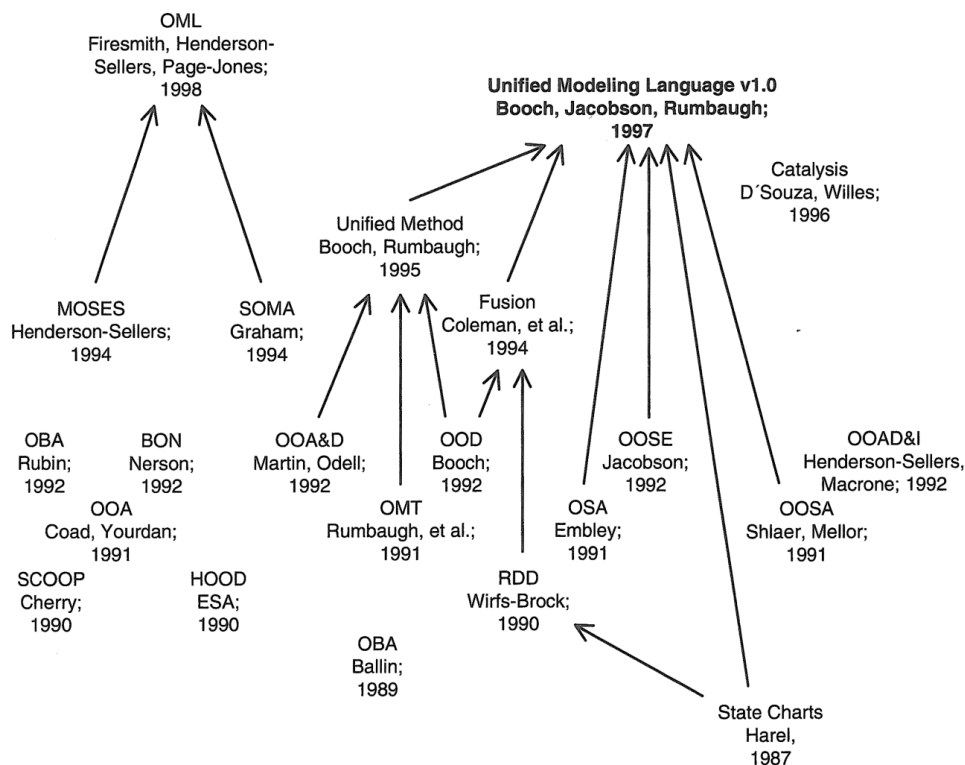 OML
Firesmith, Henderson-
Sellers, Page-Jones;
1998
Unified Modeling Language v1.0
Booch, Jacobson, Rumbaugh;
1997
Catalysis
D´Souza, Willes;
1996
Unified Method
Booch, Rumbaugh;
1995
MOSES
Henderson-Sellers;
1994
SOMA
Graham;
1994
Fusion
Coleman, et al.;
1994
OBA
Rubin;
1992
BON
Nerson;
1992
OOA&D
Martin, Odell;
1992
OOD
Booch;
1992
OOSE
Jacobson;
1992
OOAD&I
Henderson-Sellers,
Macrone; 1992
OOA
Coad, Yourdan;
1991
OMT
Rumbaugh, et al.;
1991
OSA
Embley;
1991
OOSA
Shlaer, Mellor;
1991
SCOOP
Cherry;
1990
HOOD
ESA;
1990
RDD
Wirfs-Brock;
1990
OBA
Ballin;
1989
State Charts
Harel,
1987